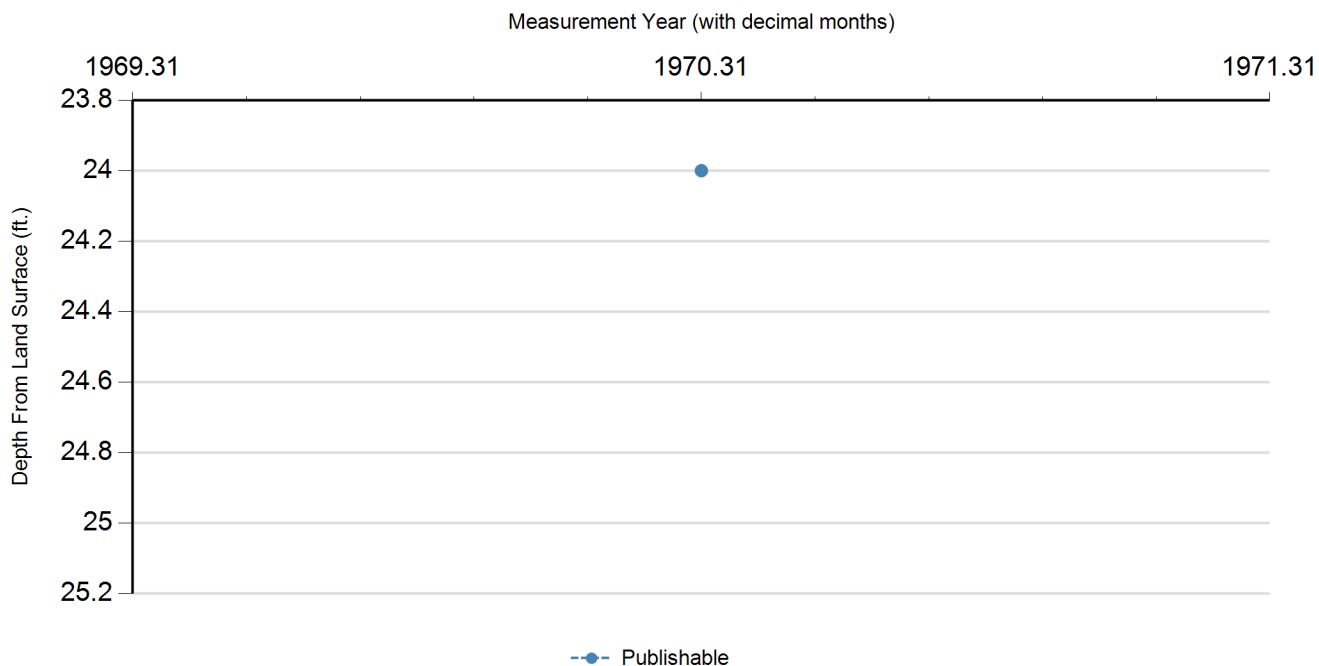 Measurement Year (with decimal months)
1969.31 1970.31 1971.31
23.8
24
24.2
24.4
24.6
24.8
25
25.2
Depth From Land Surface (ft.)
Publishable